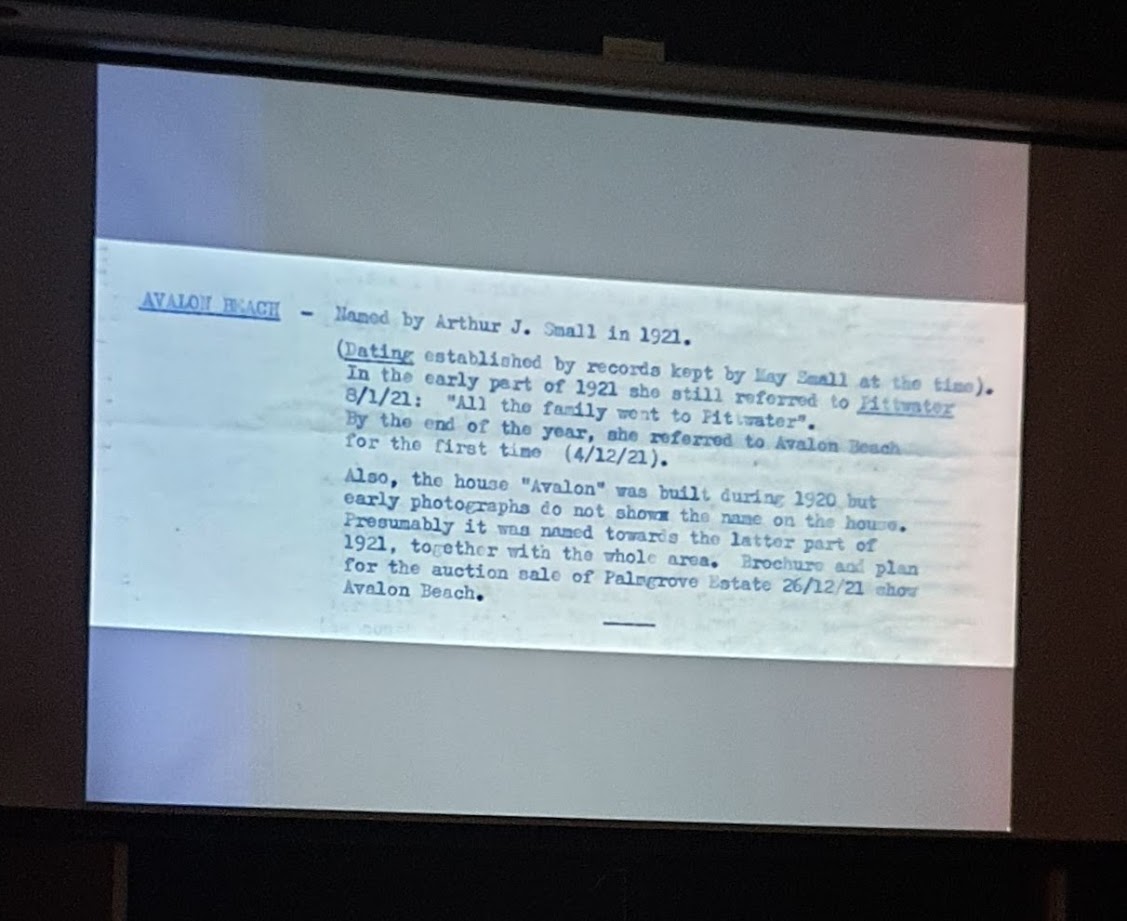 AVALON BEACH - Named by Arthur J. Small in 1921.
(Dating established by records kept by May Small at the time).
In the early part of 1921 she still referred to Pittwater
8/1/21: "All the family went to Pittwater".
By the end of the year, she referred to Avalon Beach
for the first time (4/12/21).
Also, the house "Avalon" was built during 1920 but
early photographs do not show the name on the house.
Presumably it was named towards the latter part of
1921, together with the whole area. Brochure and plan
for the auction sale of Palmgrove Estate 26/12/21 show
Avalon Beach.